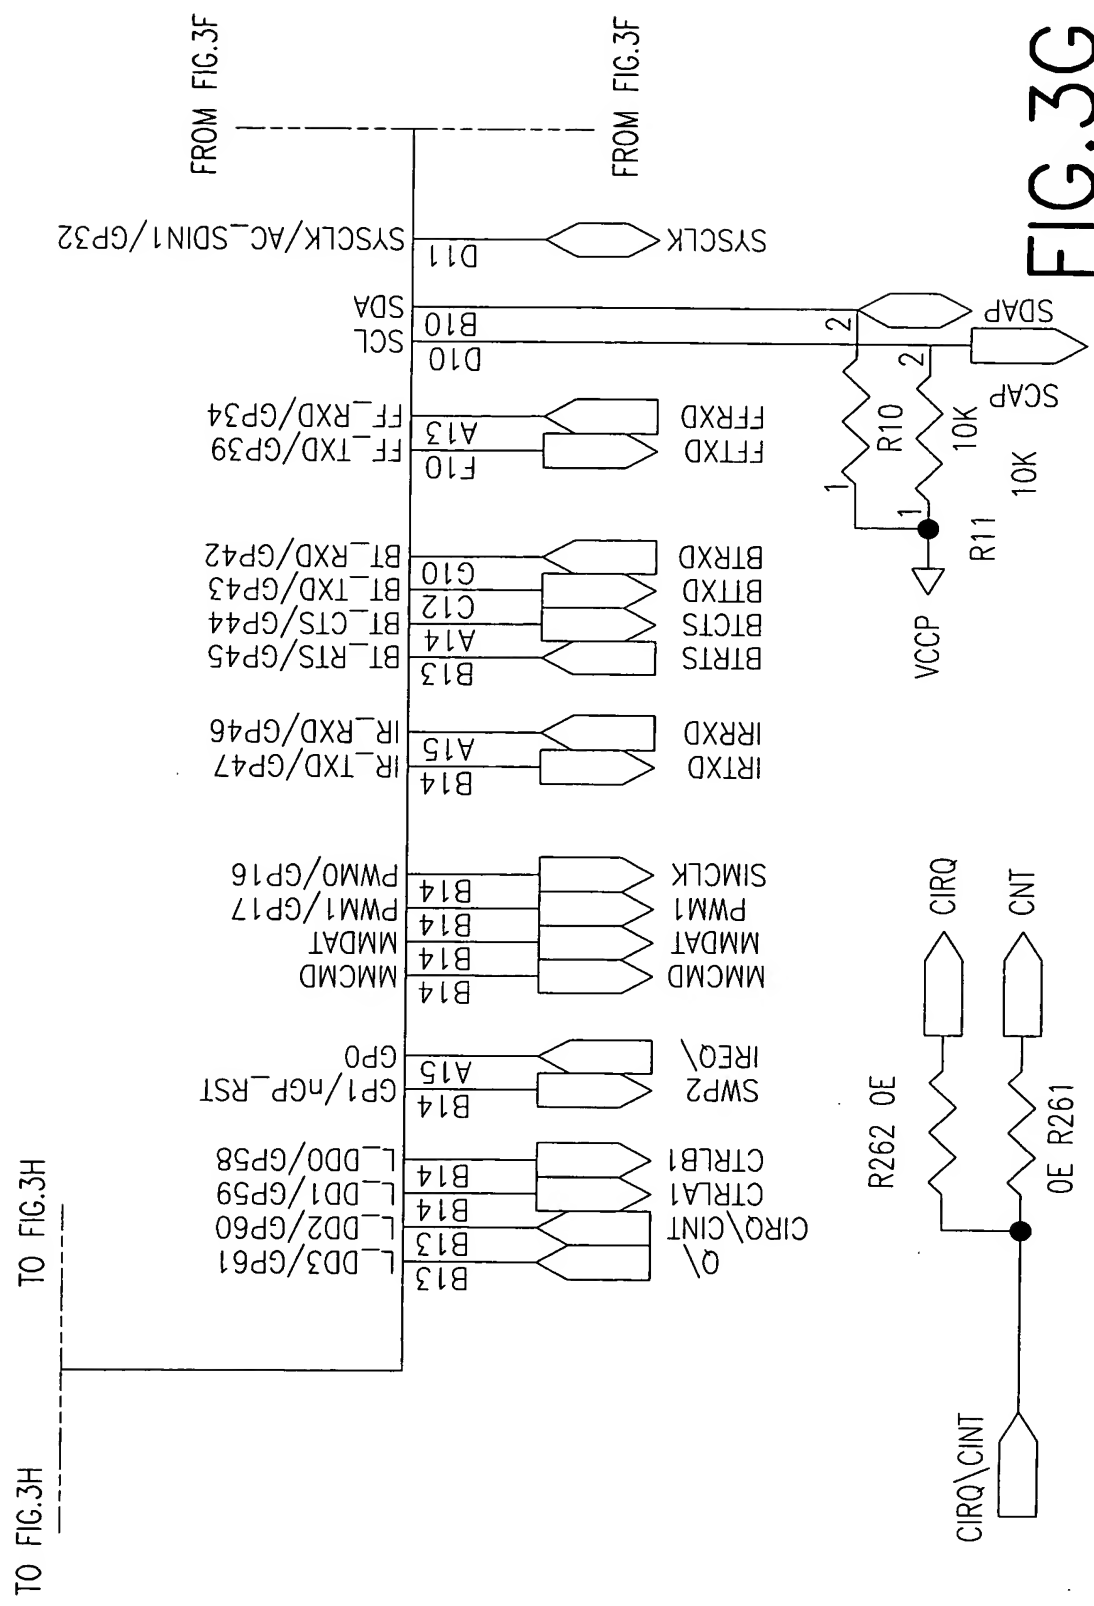 FIG.3G
FROM FIG.3F
FROM FIG.3F
SYSCLK/AC_SDIN1/GP32
D11
SYSCLK
SDA
B10
SDAP
SCL
D10
SCAP
FF_RXD/GP34
A13
FFRXD
FF_TXD/GP39
F10
FFTXD
BT_RXD/GP42
G10
BTRXD
BT_TXD/GP43
C12
BTTXD
BT_CTS/GP44
A14
BTCTS
BT_RTS/GP45
B13
BTRTS
IR_RXD/GP46
A15
IRRXD
IR_TXD/GP47
B14
IRTXD
PWM0/GP16
B14
SIMCLK
PWM1/GP17
B14
PWM1
MMDAT
B14
MMDAT
MMCMD
B14
MMCMD
GP0
A15
IREQ/
GP1/nGP_RST
B14
SWP2
L_DD0/GP58
B14
CTRLB1
L_DD1/GP59
B14
CTRLA1
L_DD2/GP60
B13
CIRQ/CINT
L_DD3/GP61
B13
Q/
2
1
R10
10K
2
1
R11
10K
VCCP
TO FIG.3H
TO FIG.3H
CIRQ
CNT
R262 0E
0E R261
CIRQ\CINT